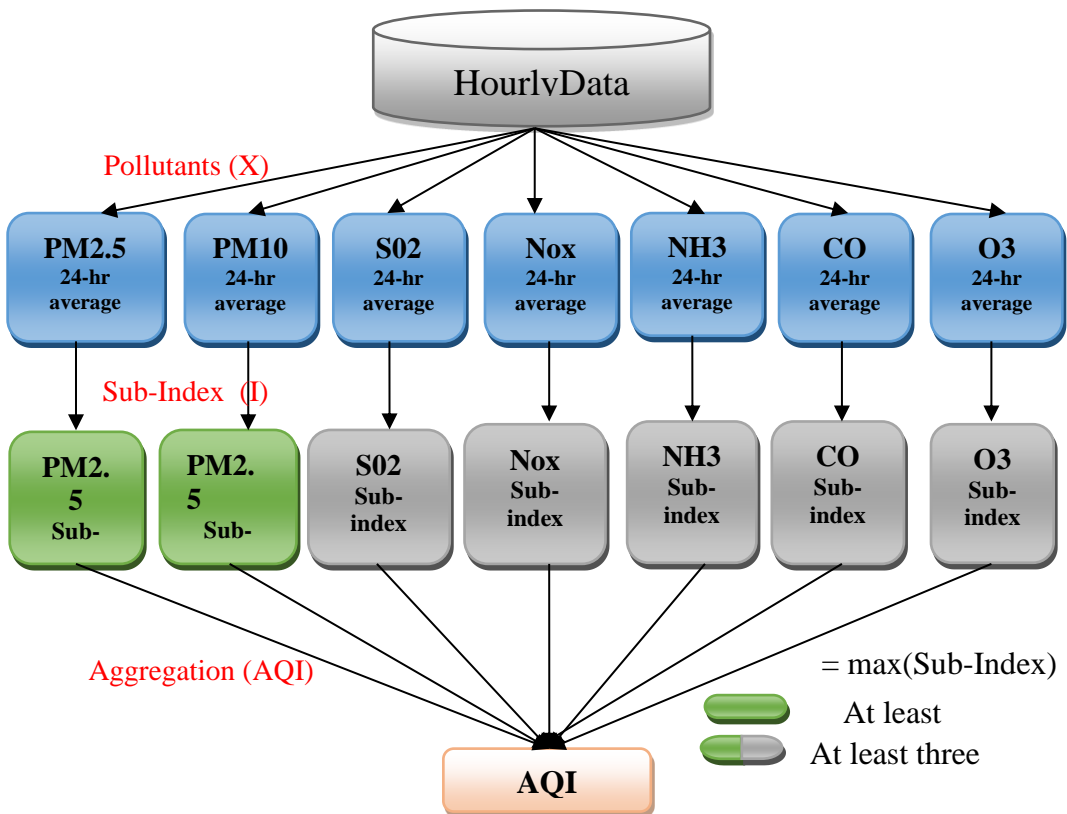 HourlyData
Pollutants (X)
PM2.5
24-hr
average
PM10
24-hr
average
S02
24-hr
average
Nox
24-hr
average
NH3
24-hr
average
CO
24-hr
average
O3
24-hr
average
Sub-Index (I)
PM2.
5
Sub-
PM2.
5
Sub-
S02
Sub-
index
Nox
Sub-
index
NH3
Sub-
index
CO
Sub-
index
O3
Sub-
index
Aggregation (AQI)
= max(Sub-Index)
At least
At least three
AQI